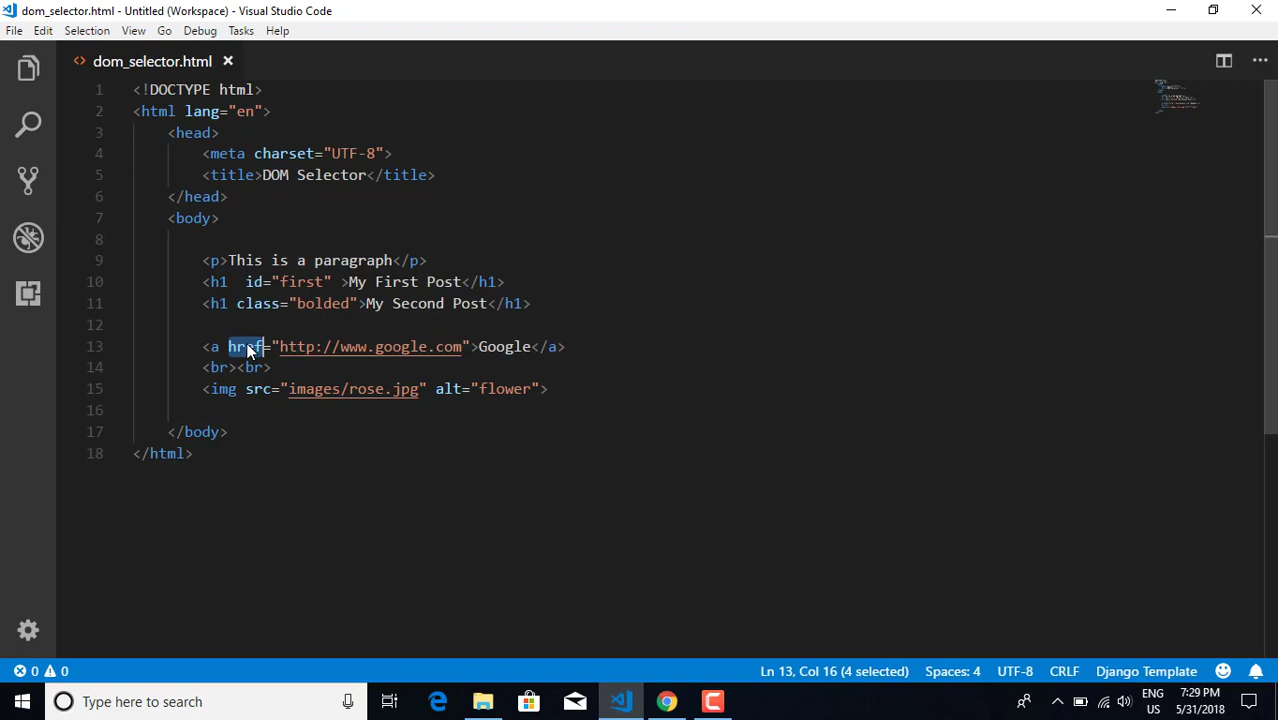 dom_selector.html - Untitled (Workspace) - Visual Studio Code
File Edit Selection View Go Debug Tasks Help
<> dom_selector.html
1 <!DOCTYPE html>
2 <html lang="en">
3 <head>
4 <meta charset="UTF-8">
5 <title>DOM Selector</title>
6 </head>
7 <body>
8
9 <p>This is a paragraph</p>
10 <h1  id="first" >My First Post</h1>
11 <h1 class="bolded">My Second Post</h1>
12
13 <a href="http://www.google.com">Google</a>
14 <br><br>
15 <img src="images/rose.jpg" alt="flower">
16
17 </body>
18 </html>
0 0 Ln 13, Col 16 (4 selected) Spaces: 4 UTF-8 CRLF Django Template
Type here to search ENG US 7:29 PM 5/31/2018